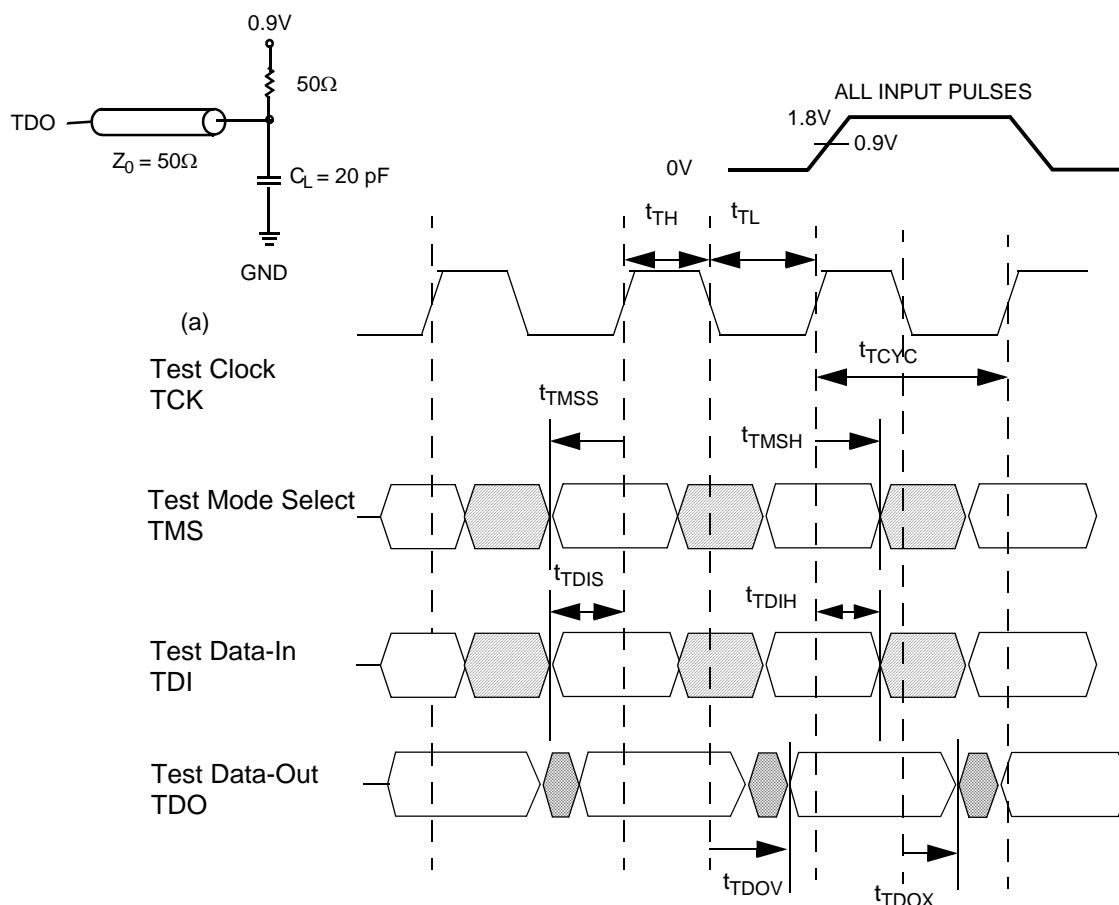 0.9V
50Ω
TDO
Z0 = 50Ω
CL = 20 pF
GND
(a)
ALL INPUT PULSES
1.8V
0.9V
0V
tTH
tTL
Test Clock
TCK
tTCYC
tTMSS
tTMSH
Test Mode Select
TMS
tTDIS
tTDIH
Test Data-In
TDI
Test Data-Out
TDO
tTDOV
tTDOX